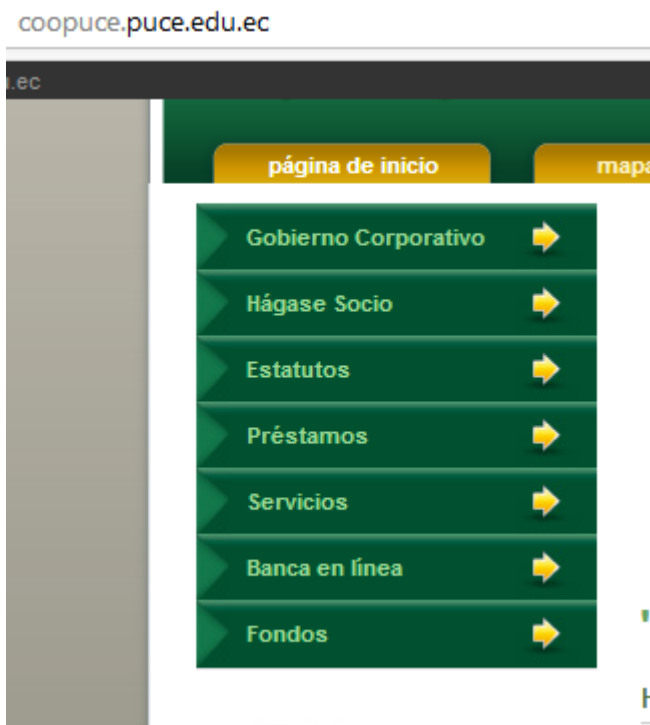 coopuce.puce.edu.ec
.ec
página de inicio
Gobierno Corporativo
Hágase Socio
Estatutos
Préstamos
Servicios
Banca en línea
Fondos